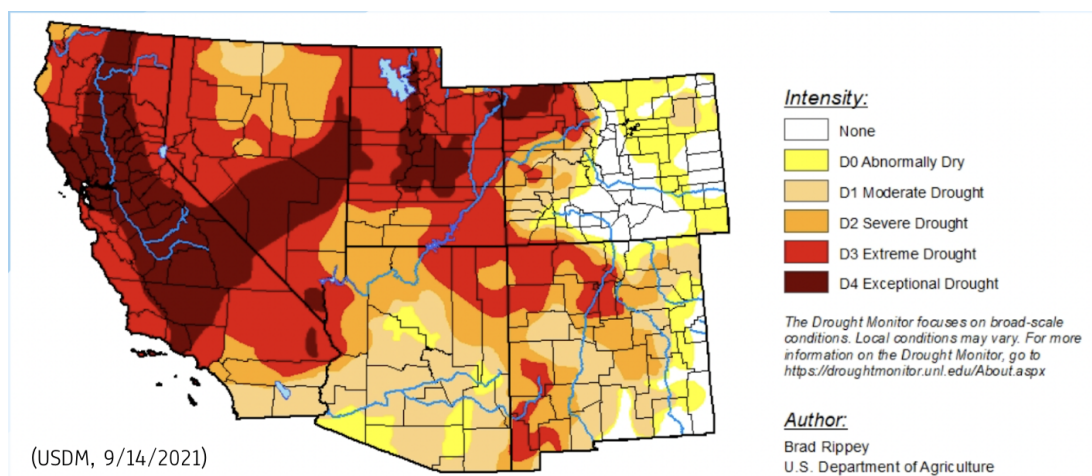 Intensity:
None
D0 Abnormally Dry
D1 Moderate Drought
D2 Severe Drought
D3 Extreme Drought
D4 Exceptional Drought
The Drought Monitor focuses on broad-scale
conditions. Local conditions may vary. For more
information on the Drought Monitor, go to
https://droughtmonitor.unl.edu/About.aspx
Author:
Brad Rippey
U.S. Department of Agriculture
(USDM, 9/14/2021)